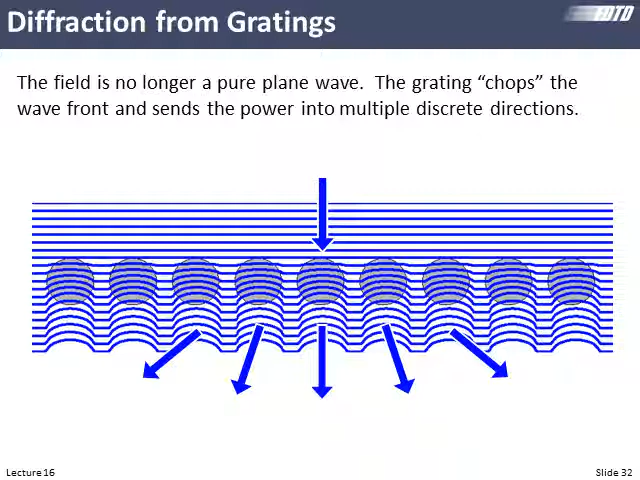 Diffraction from Gratings
FDTD
The field is no longer a pure plane wave.  The grating “chops” the
wave front and sends the power into multiple discrete directions.
Lecture 16
Slide 32